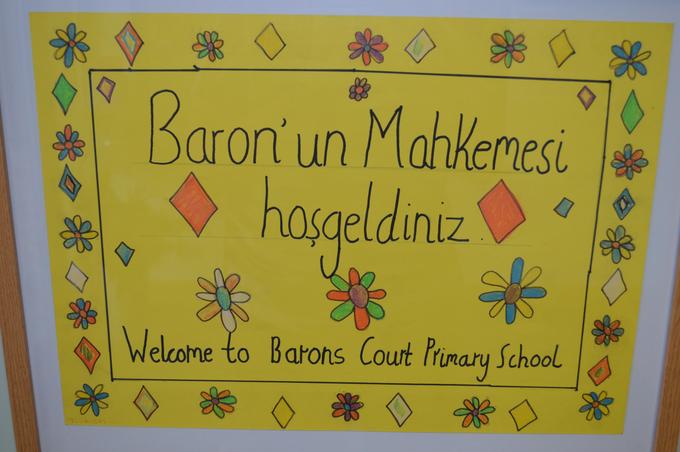 Baron'un Mahkemesi
hoşgeldiniz.
Welcome to Barons Court Primary School